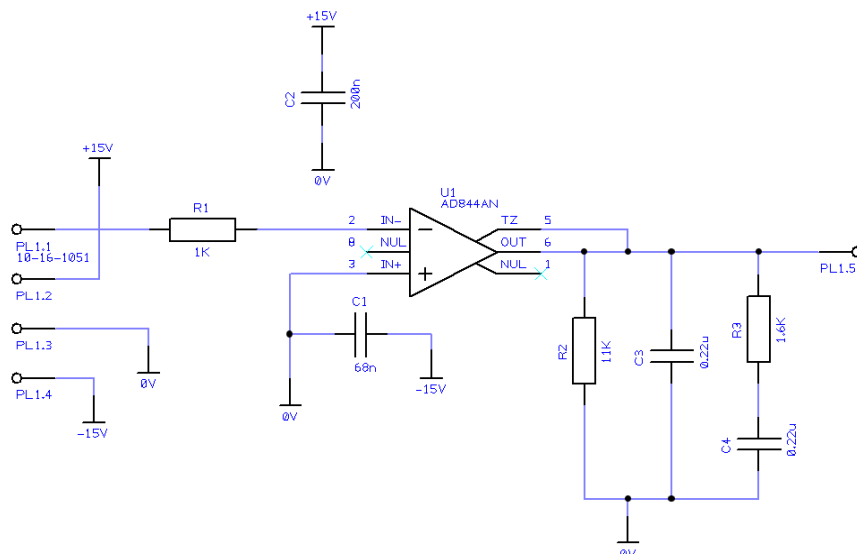 +15V
C2
200n
0V
+15V
U1
AD844AN
R1
1K
2
IN-
TZ
5
8
NUL
OUT
6
3
IN+
NUL
1
−
+
PL1.1
10-16-1051
PL1.2
PL1.3
PL1.4
0V
-15V
C1
68n
0V
-15V
R2
11K
C3
0.22u
R3
1.6K
C4
0.22u
PL1.5
0V